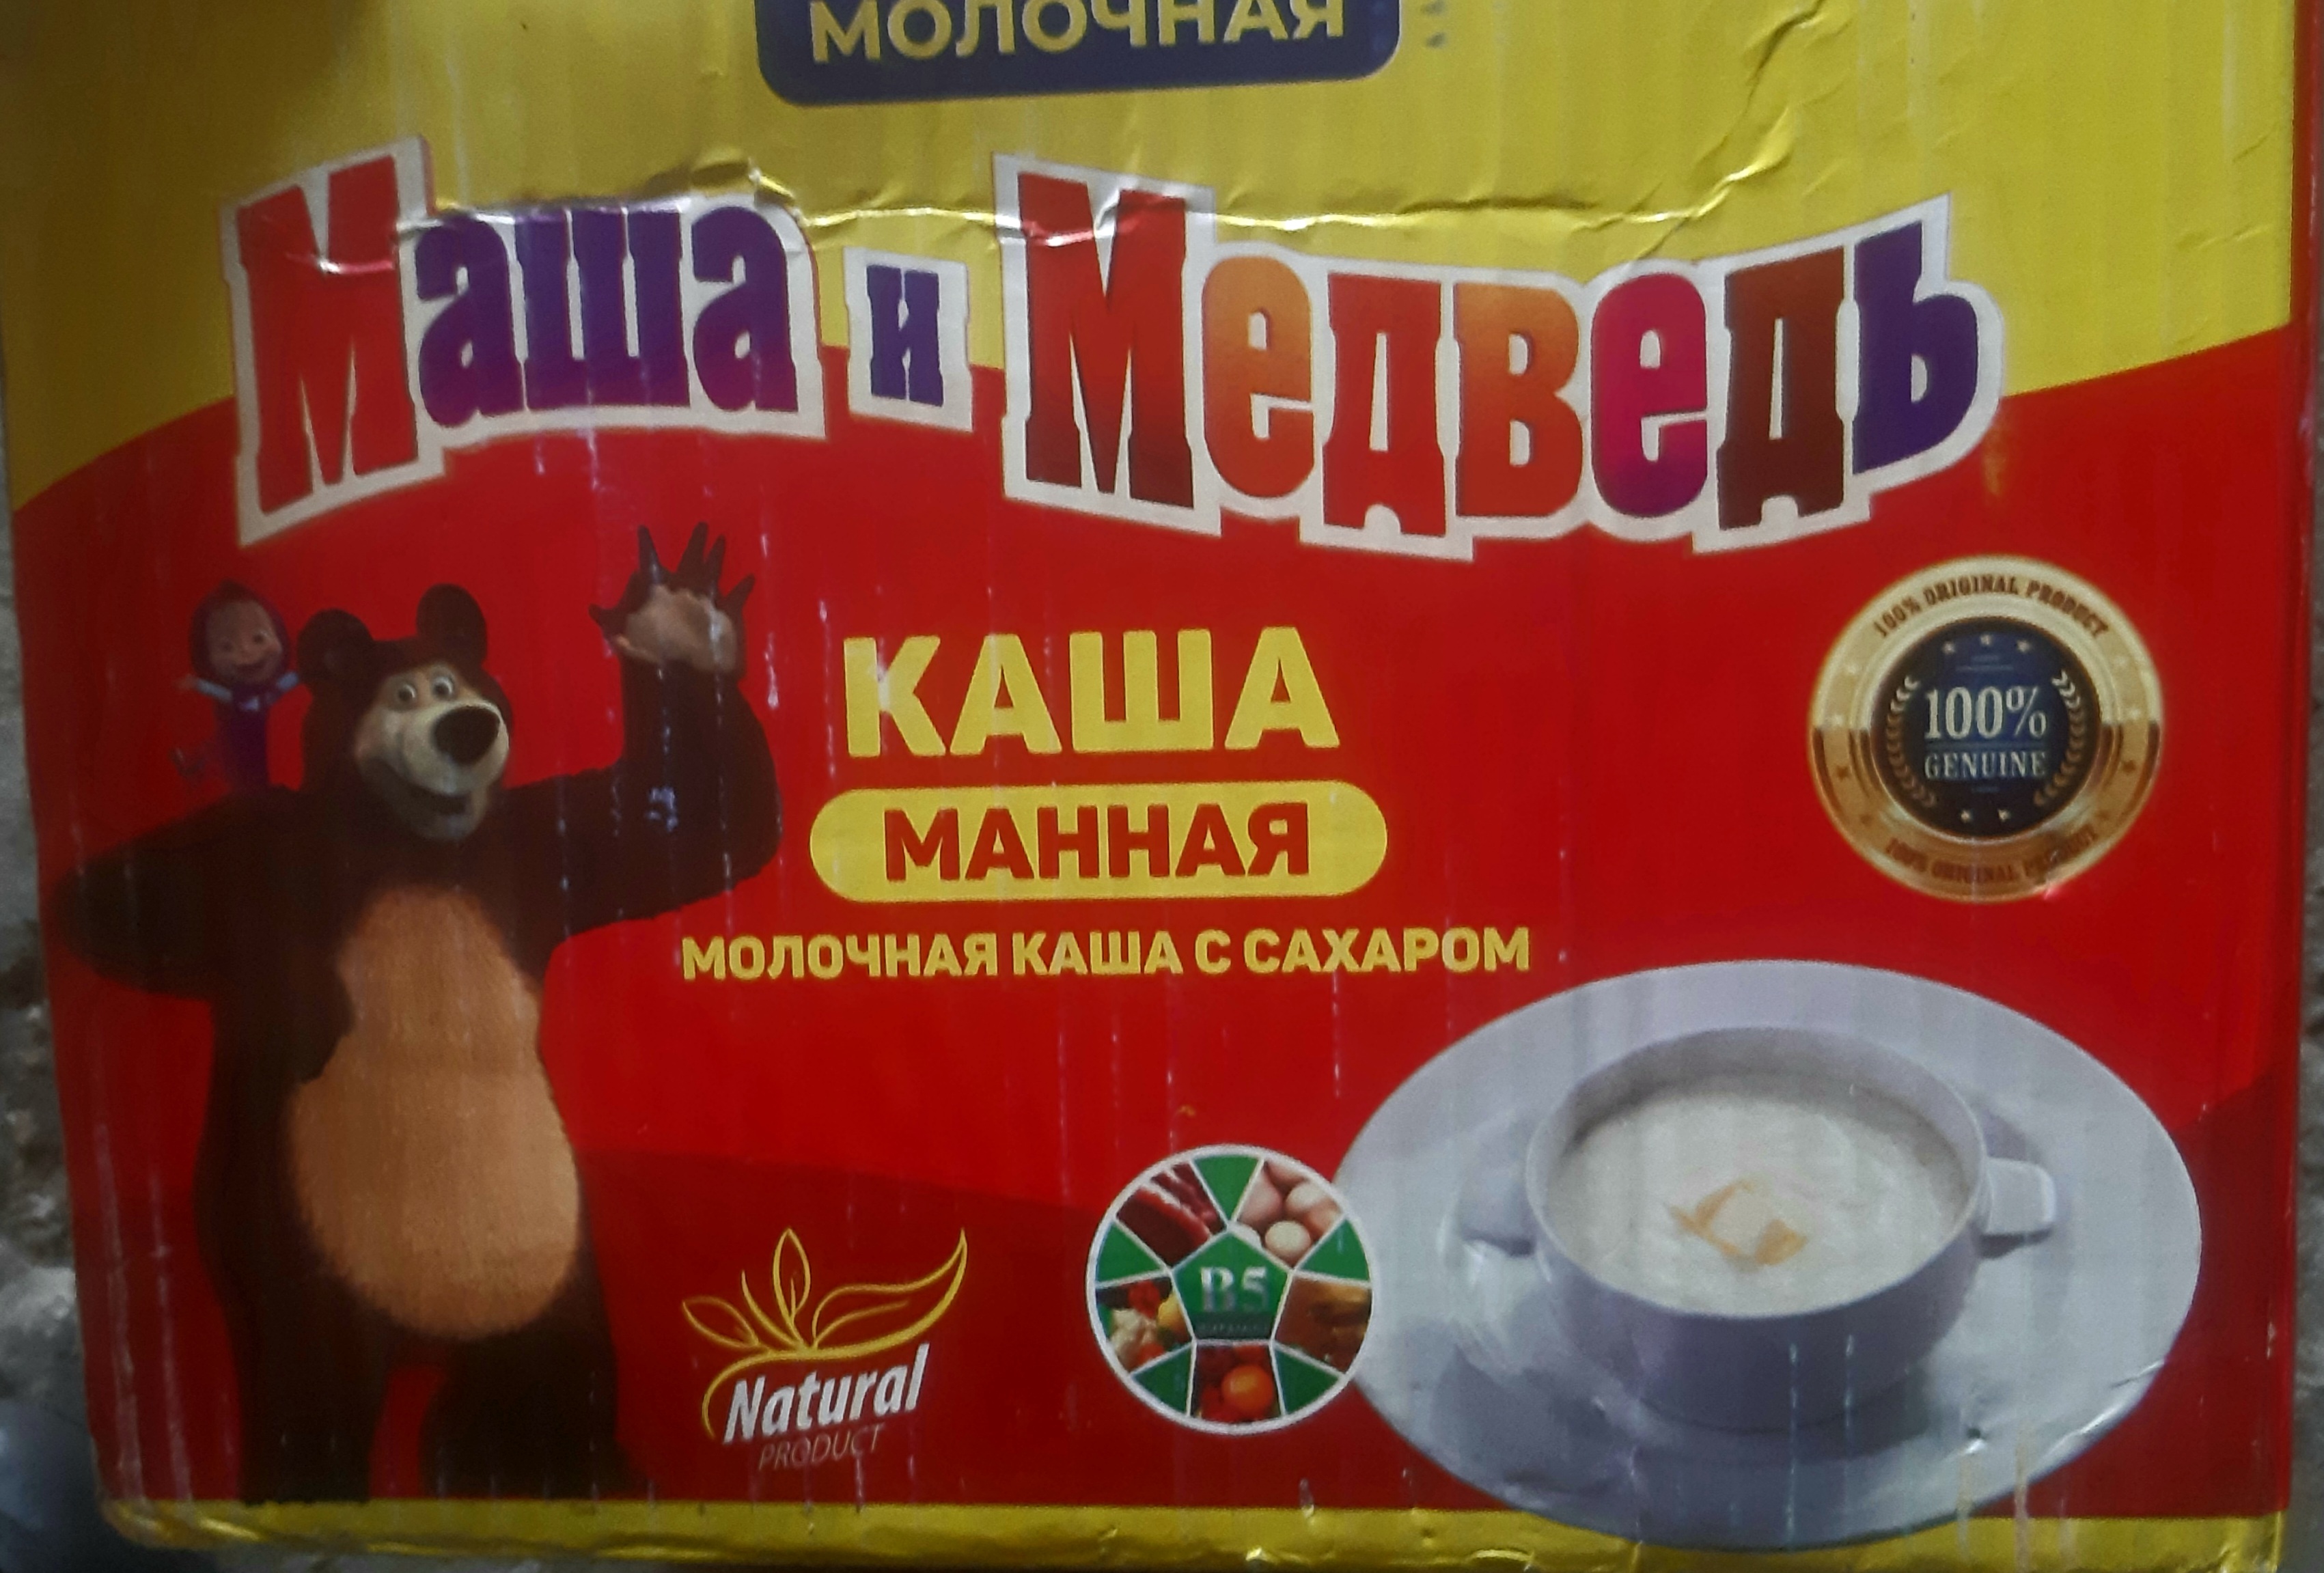 МОЛОЧНАЯ
Маша и Медведь
КАША
МАННАЯ
МОЛОЧНАЯ КАША С САХАРОМ
100% ORIGINAL PRODUCT
100%
GENUINE
100% ORIGINAL PRODUCT
B5
Natural
PRODUCT